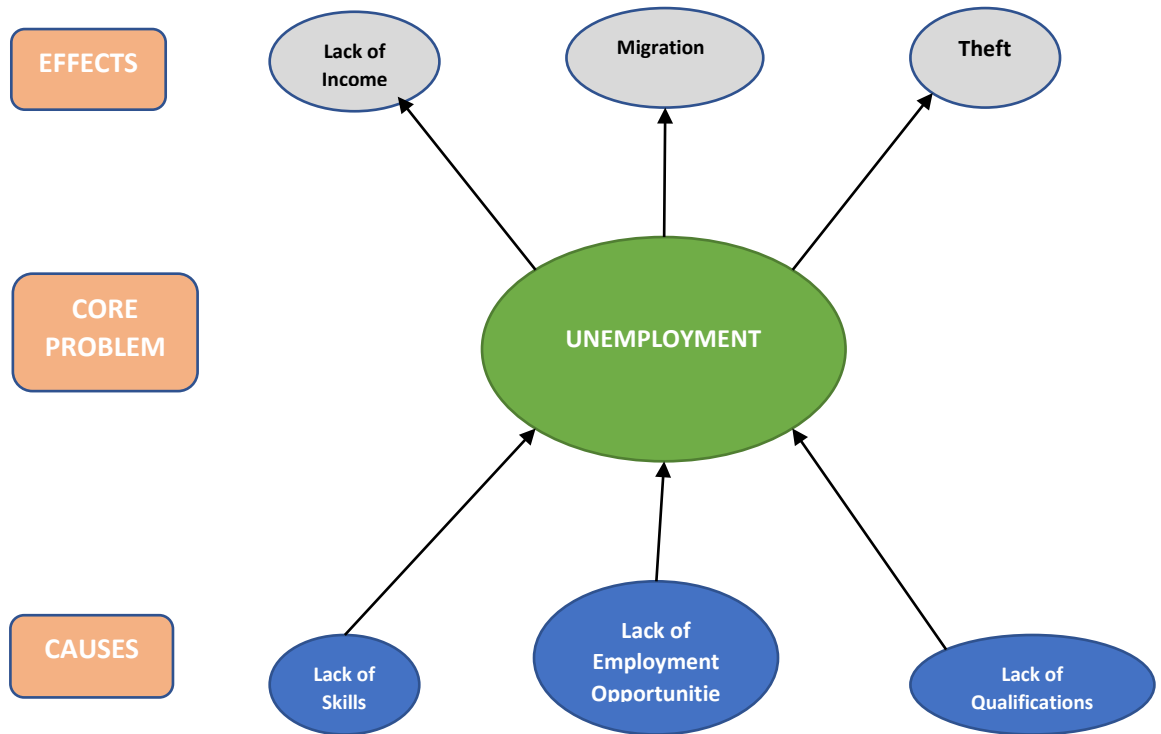 EFFECTS
Lack of
Income
Migration
Theft
CORE
PROBLEM
UNEMPLOYMENT
CAUSES
Lack of
Skills
Lack of
Employment
Opportunitie
Lack of
Qualifications